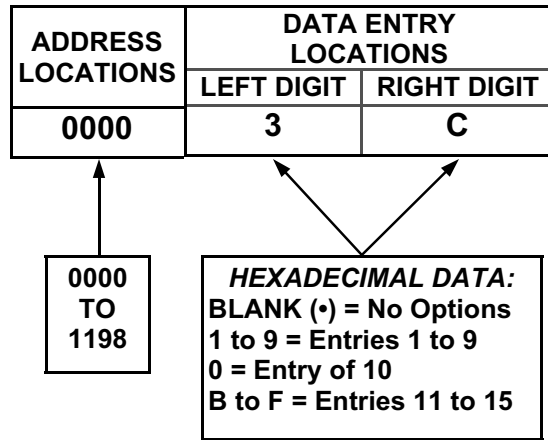 ADDRESS
LOCATIONS
DATA ENTRY
LOCATIONS
LEFT DIGIT
RIGHT DIGIT
0000
3
C
0000
TO
1198
HEXADECIMAL DATA:
BLANK (•) = No Options
1 to 9 = Entries 1 to 9
0 = Entry of 10
B to F = Entries 11 to 15